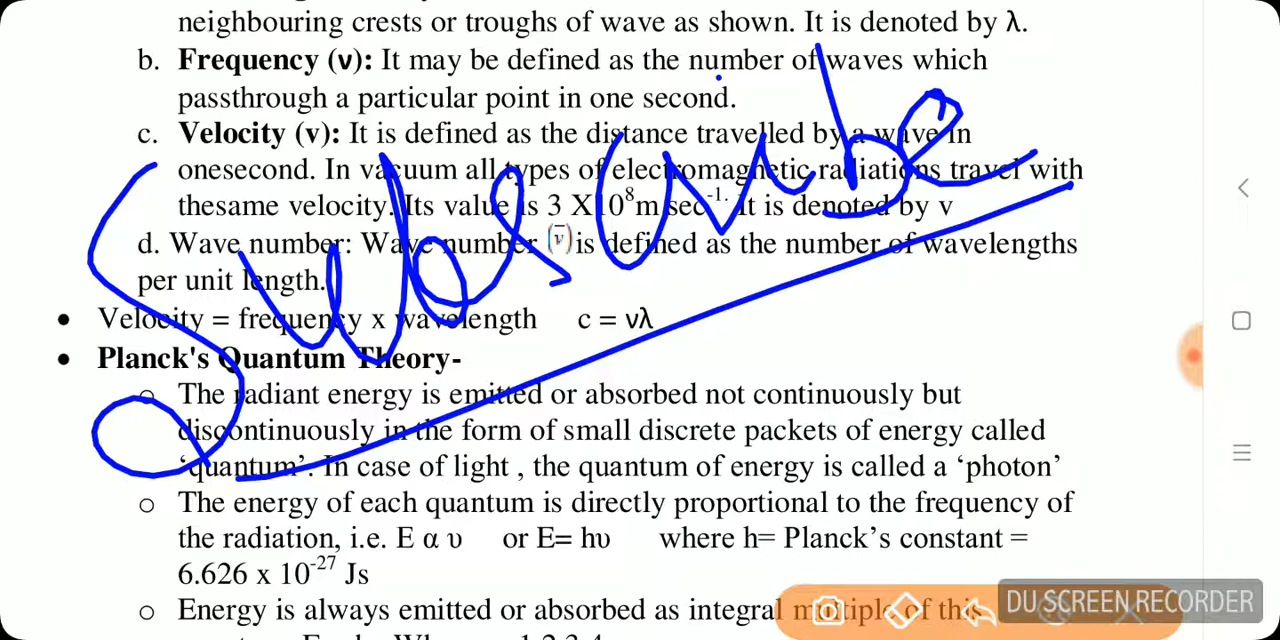 neighbouring crests or troughs of wave as shown. It is denoted by λ.
b. Frequency (ν): It may be defined as the number of waves which
passthrough a particular point in one second.
c. Velocity (v): It is defined as the distance travelled by a wave in
onesecond. In vacuum all types of electromagnetic radiations travel with
thesame velocity. Its value is 3 X10⁸m sec⁻¹. It is denoted by v
d. Wave number: Wave number (v̅) is defined as the number of wavelengths
per unit length.
• Velocity = frequency x wavelength c = νλ
• Planck's Quantum Theory-
o The radiant energy is emitted or absorbed not continuously but
discontinuously in the form of small discrete packets of energy called
‘quantum’. In case of light , the quantum of energy is called a ‘photon’
o The energy of each quantum is directly proportional to the frequency of
the radiation, i.e. E α υ or E= hυ where h= Planck’s constant =
6.626 x 10⁻²⁷ Js
o Energy is always emitted or absorbed as integral multiple of this
DU SCREEN RECORDER